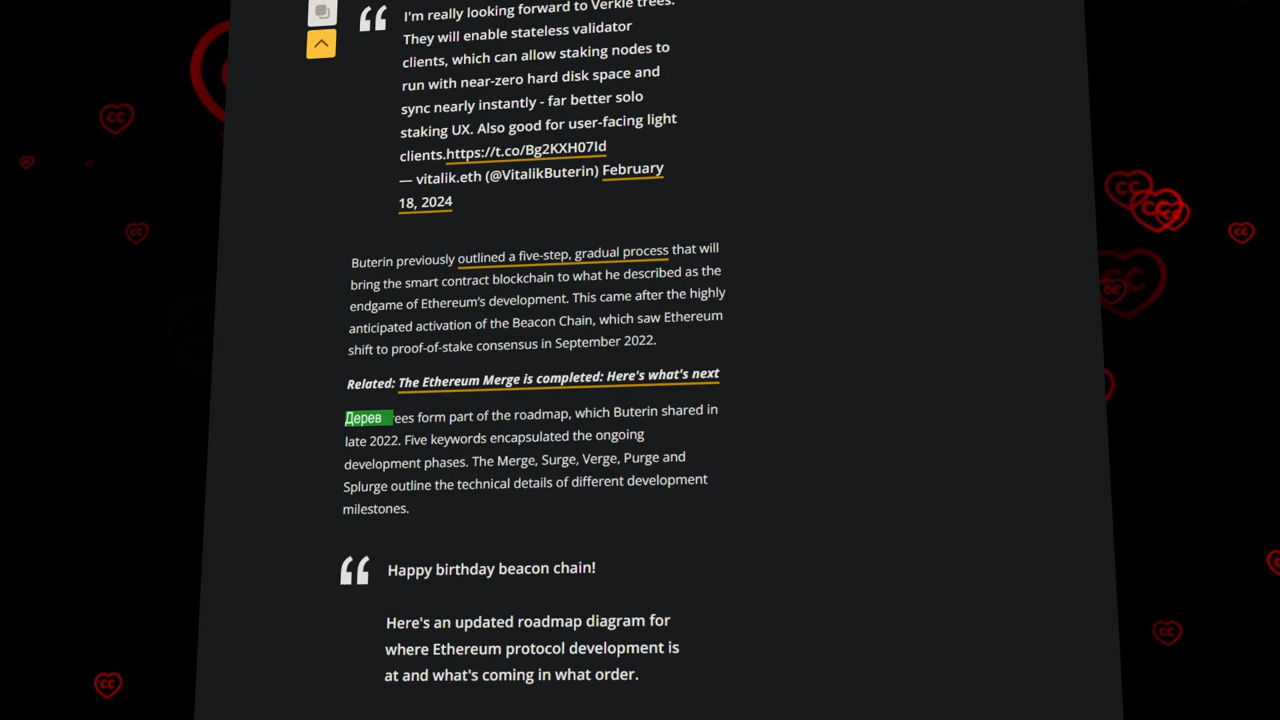 I'm really looking forward to Verkle trees.
They will enable stateless validator
clients, which can allow staking nodes to
run with near-zero hard disk space and
sync nearly instantly - far better solo
staking UX. Also good for user-facing light
clients.https://t.co/Bg2KXH07Id
— vitalik.eth (@VitalikButerin) February
18, 2024
Buterin previously outlined a five-step, gradual process that will
bring the smart contract blockchain to what he described as the
endgame of Ethereum's development. This came after the highly
anticipated activation of the Beacon Chain, which saw Ethereum
shift to proof-of-stake consensus in September 2022.
Related: The Ethereum Merge is completed: Here's what's next
Дерев rees form part of the roadmap, which Buterin shared in
late 2022. Five keywords encapsulated the ongoing
development phases. The Merge, Surge, Verge, Purge and
Splurge outline the technical details of different development
milestones.
Happy birthday beacon chain!
Here's an updated roadmap diagram for
where Ethereum protocol development is
at and what's coming in what order.